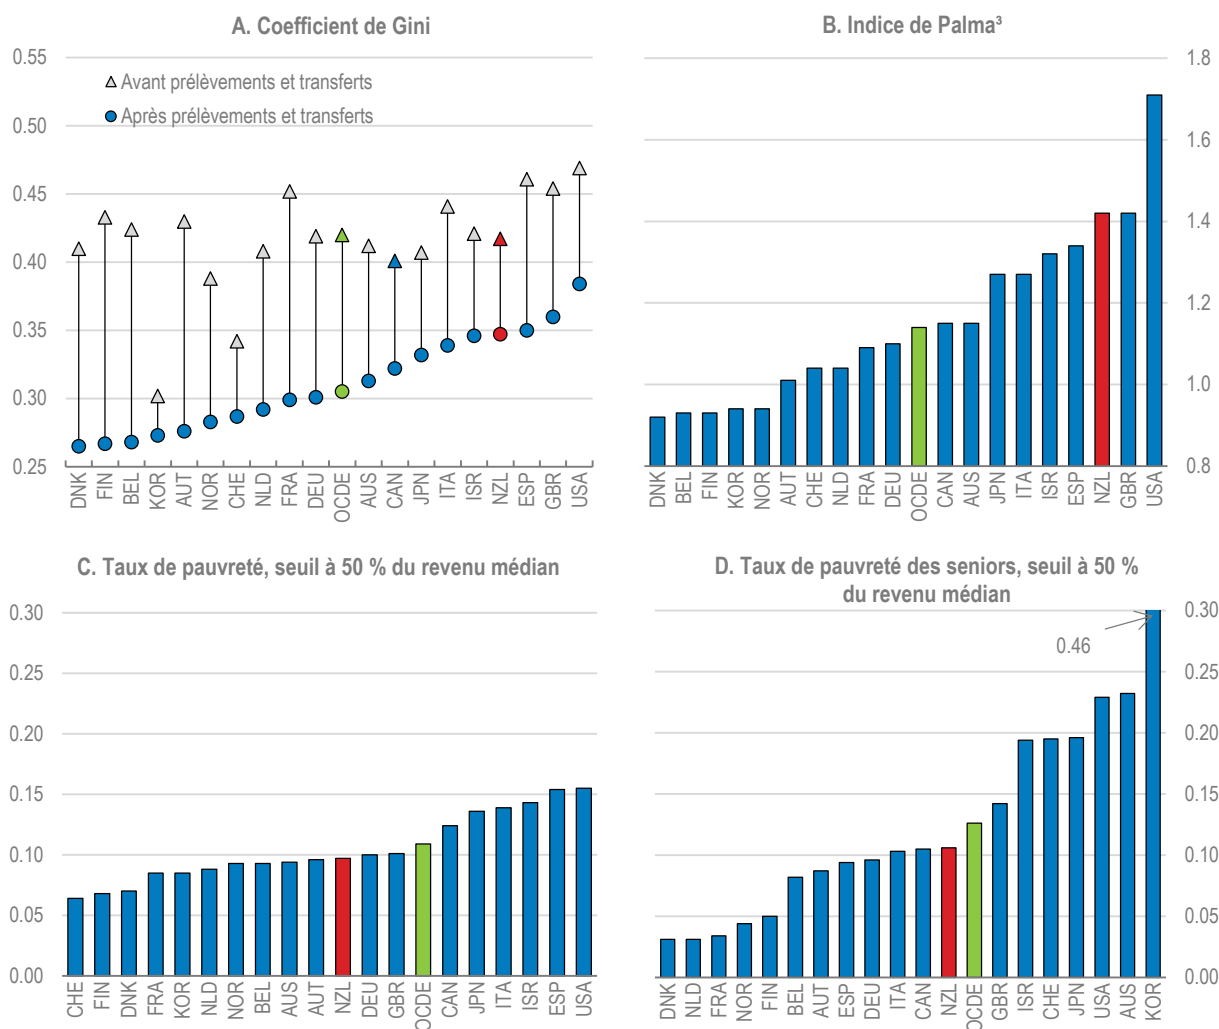 A. Coefficient de Gini
0.55
0.50
0.45
0.40
0.35
0.30
0.25
Avant prélèvements et transferts
Après prélèvements et transferts
DNK
FIN
BEL
KOR
AUT
NOR
CHE
NLD
FRA
DEU
OCDE
AUS
CAN
JPN
ITA
ISR
NZL
ESP
GBR
USA
B. Indice de Palma³
1.8
1.6
1.4
1.2
1.0
0.8
DNK
BEL
FIN
KOR
NOR
AUT
CHE
NLD
FRA
DEU
OCDE
CAN
AUS
JPN
ITA
ISR
ESP
NZL
GBR
USA
C. Taux de pauvreté, seuil à 50 % du revenu médian
0.30
0.25
0.20
0.15
0.10
0.05
0.00
CHE
FIN
DNK
FRA
KOR
NLD
NOR
BEL
AUS
AUT
NZL
DEU
GBR
OCDE
CAN
JPN
ITA
ISR
ESP
USA
D. Taux de pauvreté des seniors, seuil à 50 %
du revenu médian
0.30
0.25
0.20
0.15
0.10
0.05
0.00
0.46
DNK
NLD
FRA
NOR
FIN
BEL
AUT
ESP
DEU
ITA
CAN
NZL
OCDE
GBR
ISR
CHE
JPN
USA
AUS
KOR